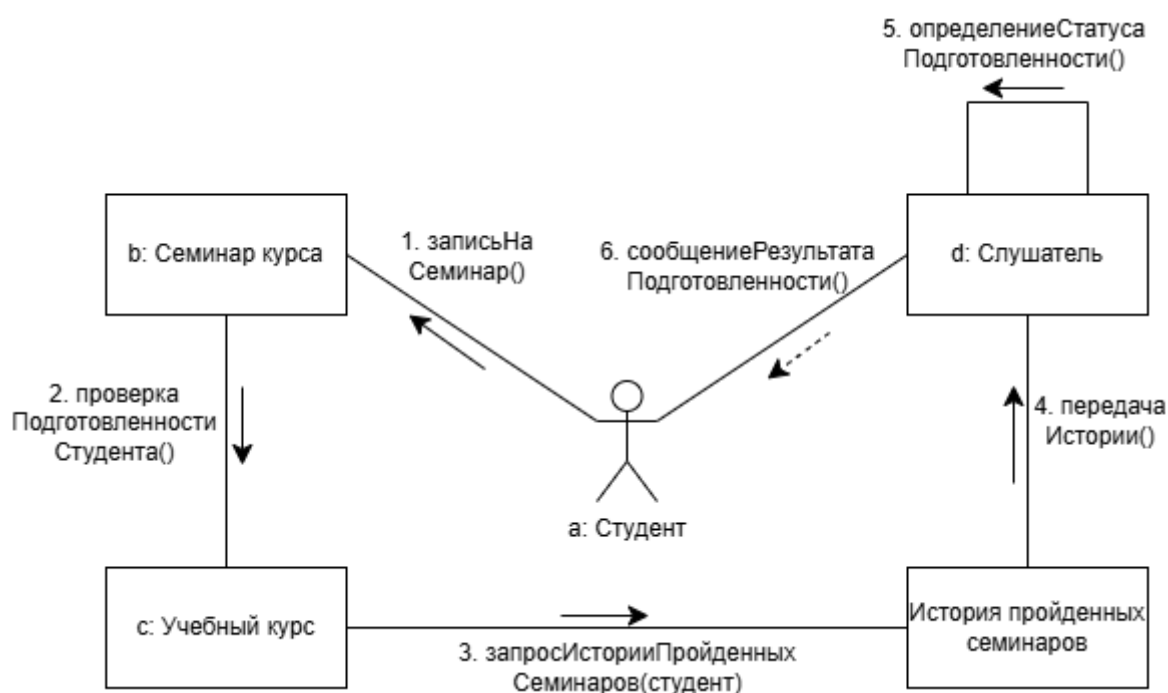 5. определениеСтатуса
Подготовленности()
b: Семинар курса
1. записьНа
Семинар()
6. сообщениеРезультата
Подготовленности()
d: Слушатель
2. проверка
Подготовленности
Студента()
4. передача
Истории()
a: Студент
c: Учебный курс
История пройденных
семинаров
3. запросИсторииПройденных
Семинаров(студент)